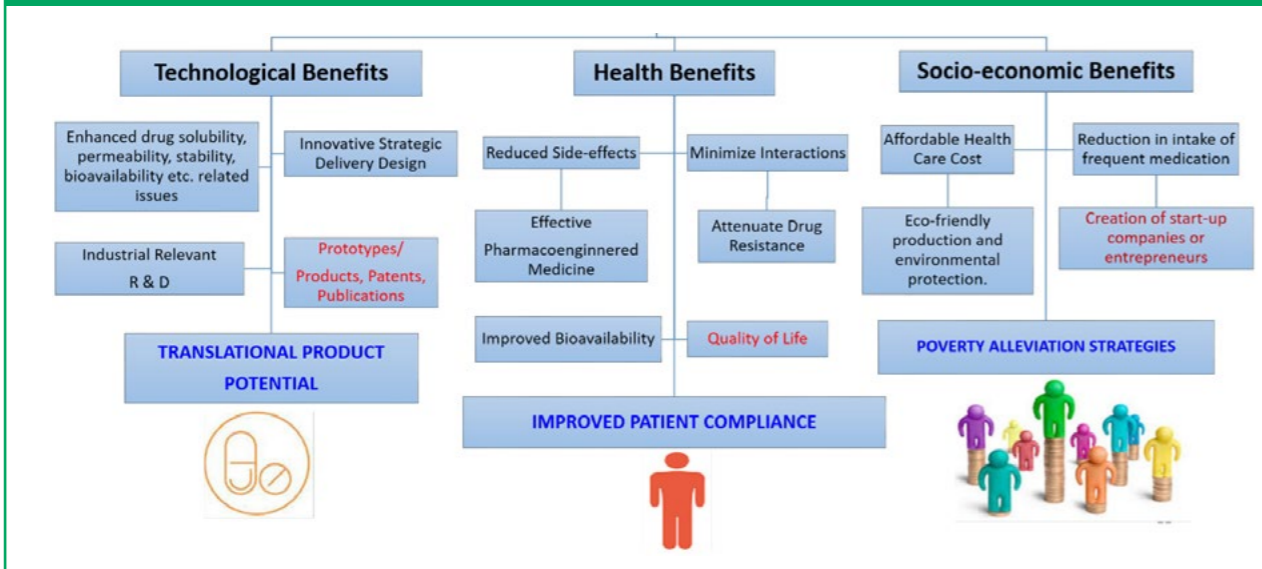 Technological Benefits
Enhanced drug solubility,
permeability, stability,
bioavailability etc. related
issues
Innovative Strategic
Delivery Design
Industrial Relevant
R & D
Prototypes/
Products, Patents,
Publications
TRANSLATIONAL PRODUCT
POTENTIAL
Health Benefits
Reduced Side-effects
Minimize Interactions
Effective
Pharmacoenginnered
Medicine
Attenuate Drug
Resistance
Improved Bioavailability
Quality of Life
IMPROVED PATIENT COMPLIANCE
Socio-economic Benefits
Affordable Health
Care Cost
Reduction in intake of
frequent medication
Eco-friendly
production and
environmental
protection.
Creation of start-up
companies or
entrepreneurs
POVERTY ALLEVIATION STRATEGIES